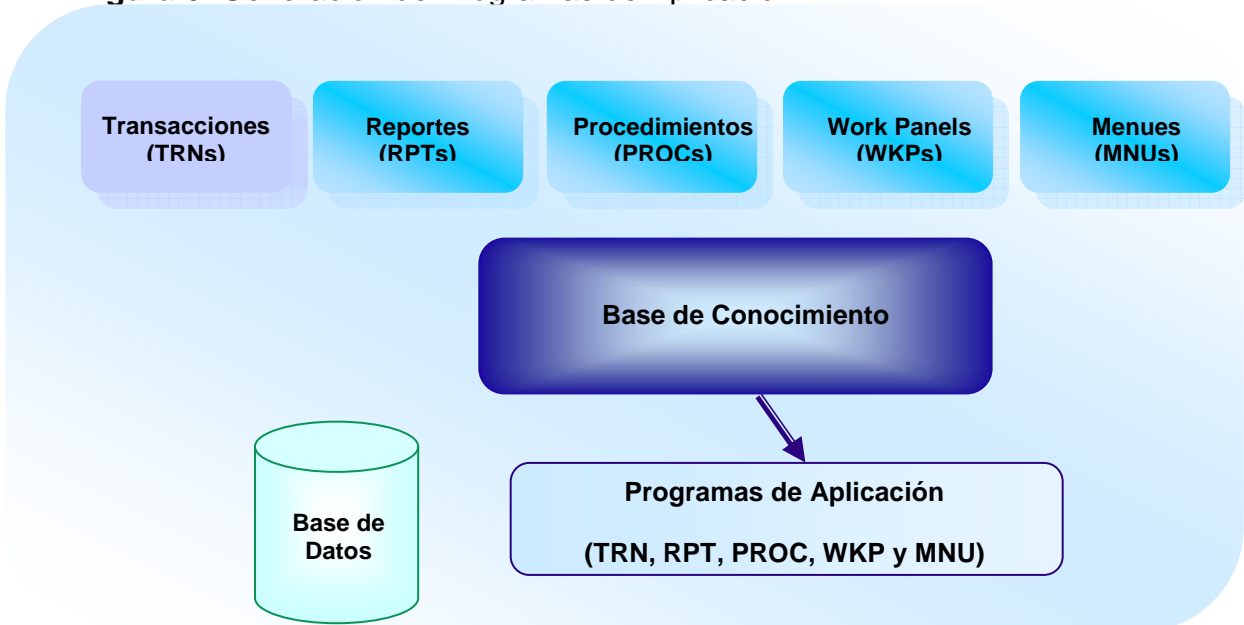 Transacciones
(TRNs)
Reportes
(RPTs)
Procedimientos
(PROCs)
Work Panels
(WKPs)
Menues
(MNUs)
Base de Conocimiento
Base de
Datos
Programas de Aplicación
(TRN, RPT, PROC, WKP y MNU)